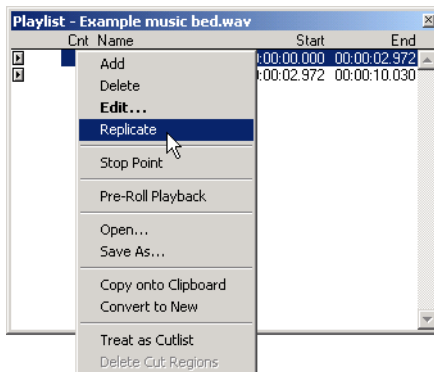 Playlist - Example music bed.wav
Cnt Name Start End
0:00:00.000 00:00:02.972
:00:02.972 00:00:10.030
Add
Delete
Edit...
Replicate
Stop Point
Pre-Roll Playback
Open...
Save As...
Copy onto Clipboard
Convert to New
Treat as Cutlist
Delete Cut Regions